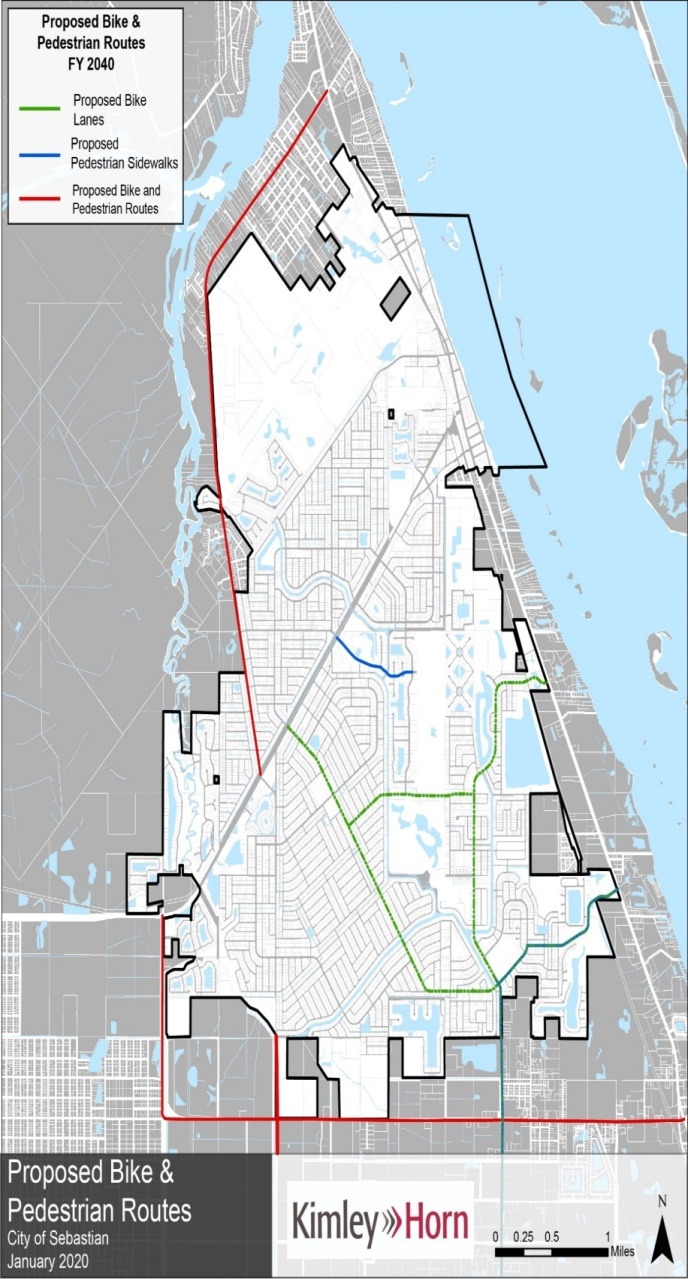 Proposed Bike &
Pedestrian Routes
FY 2040
Proposed Bike
Lanes
Proposed
Pedestrian Sidewalks
Proposed Bike and
Pedestrian Routes
Proposed Bike &
Pedestrian Routes
City of Sebastian
January 2020
Kimley»Horn
N
0 0.25 0.5 1
Miles